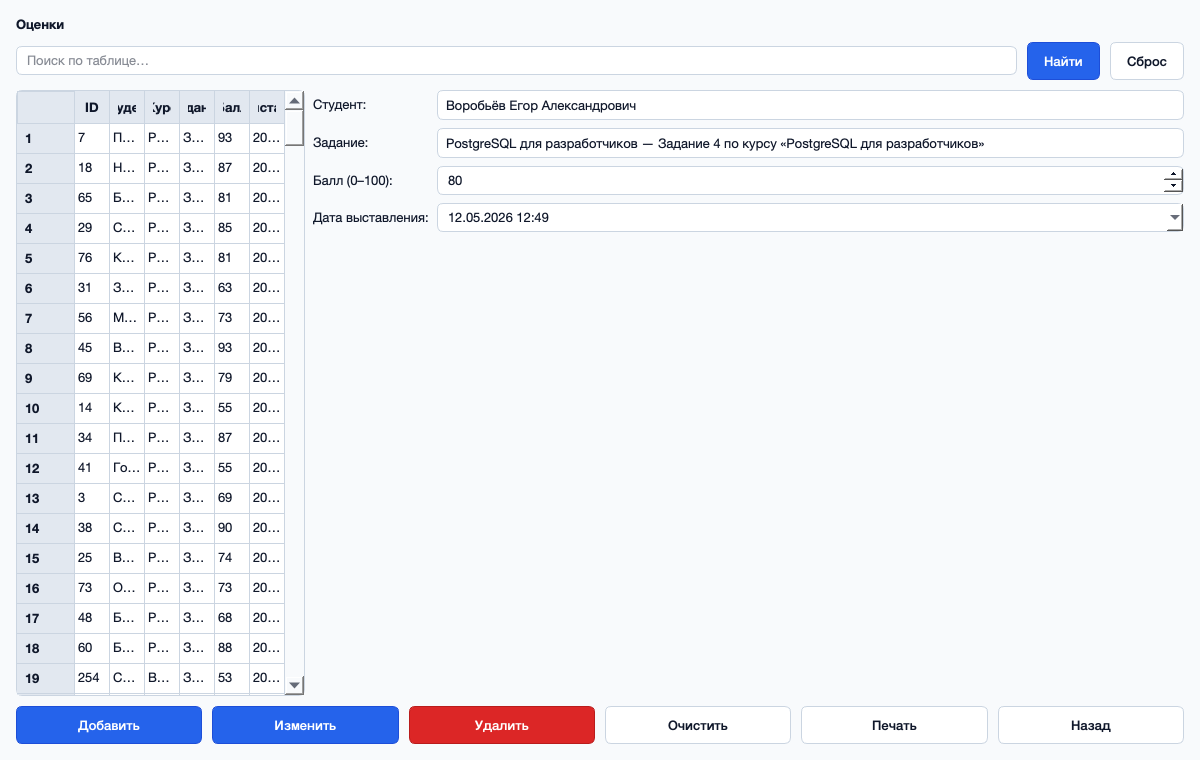 Оценки
Поиск по таблице…
Найти
Сброс
ID
1 7 П… Р… З… 93 20…
2 18 Н… Р… З… 87 20…
3 65 Б… Р… З… 81 20…
4 29 С… Р… З… 85 20…
5 76 К… Р… З… 81 20…
6 31 З… Р… З… 63 20…
7 56 М… Р… З… 73 20…
8 45 В… Р… З… 93 20…
9 69 К… Р… З… 79 20…
10 14 К… Р… З… 55 20…
11 34 П… Р… З… 87 20…
12 41 Го… Р… З… 55 20…
13 3 С… Р… З… 69 20…
14 38 С… Р… З… 90 20…
15 25 В… Р… З… 74 20…
16 73 О… Р… З… 73 20…
17 48 Б… Р… З… 68 20…
18 60 Б… Р… З… 88 20…
19 254 С… В… З… 53 20…
Студент: Воробьёв Егор Александрович
Задание: PostgreSQL для разработчиков — Задание 4 по курсу «PostgreSQL для разработчиков»
Балл (0–100): 80
Дата выставления: 12.05.2026 12:49
Добавить
Изменить
Удалить
Очистить
Печать
Назад